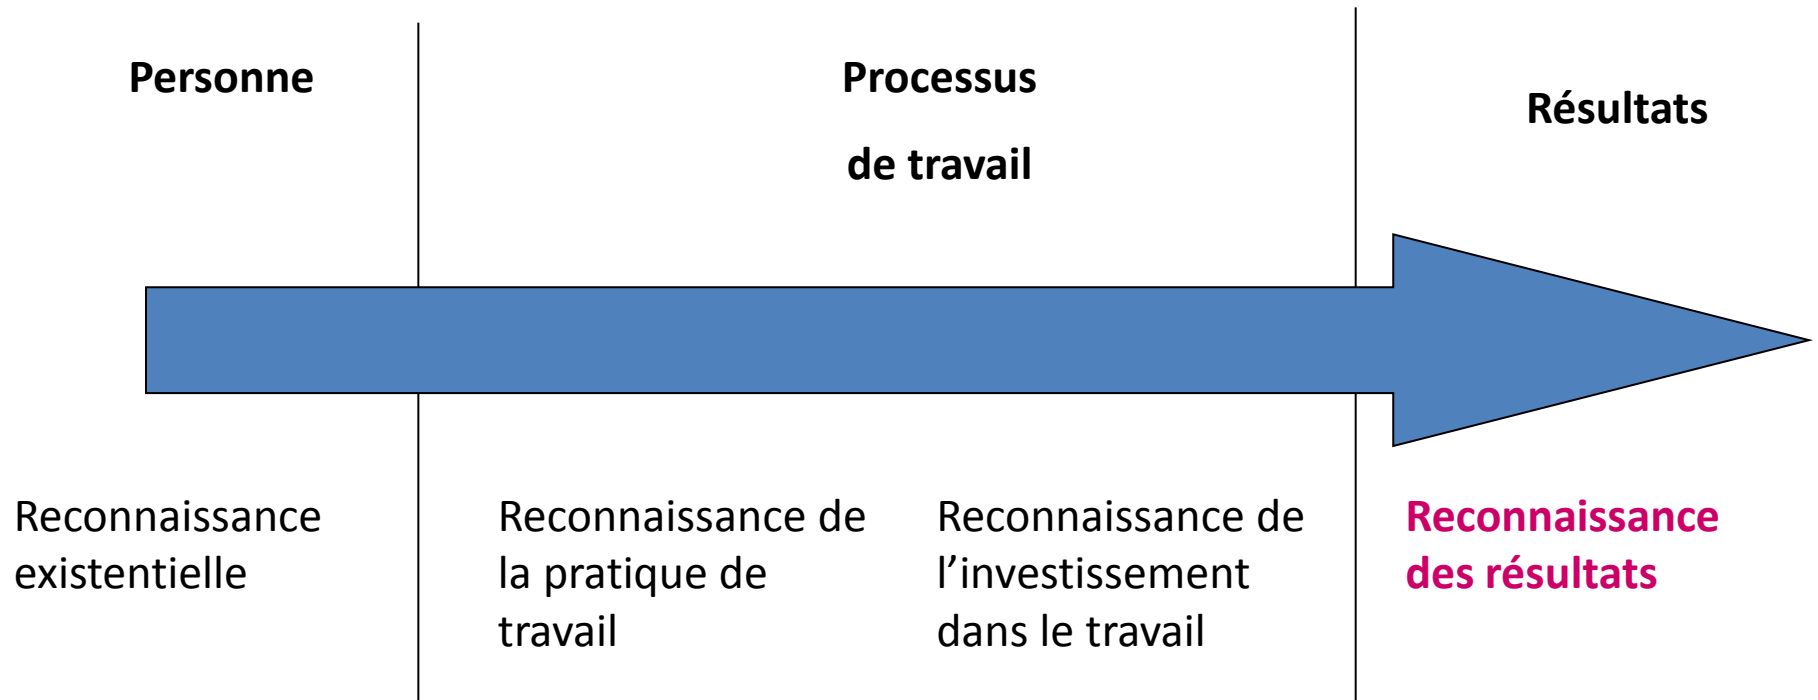 Personne
Processus
de travail
Résultats
Reconnaissance
existentielle
Reconnaissance de
la pratique de
travail
Reconnaissance de
l’investissement
dans le travail
Reconnaissance
des résultats